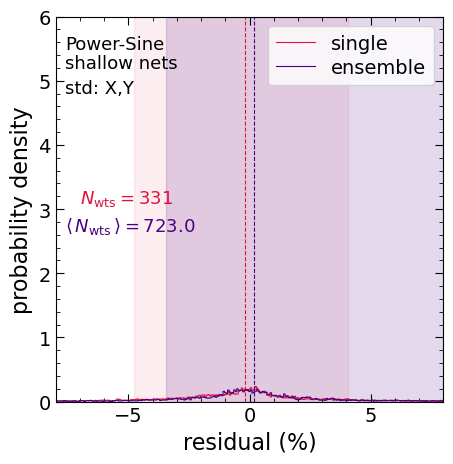 Power-Sine
shallow nets
std: X,Y
single
ensemble
N_wts = 331
⟨N_wts⟩ = 723.0
probability density
6
5
4
3
2
1
0
−5
0
5
residual (%)